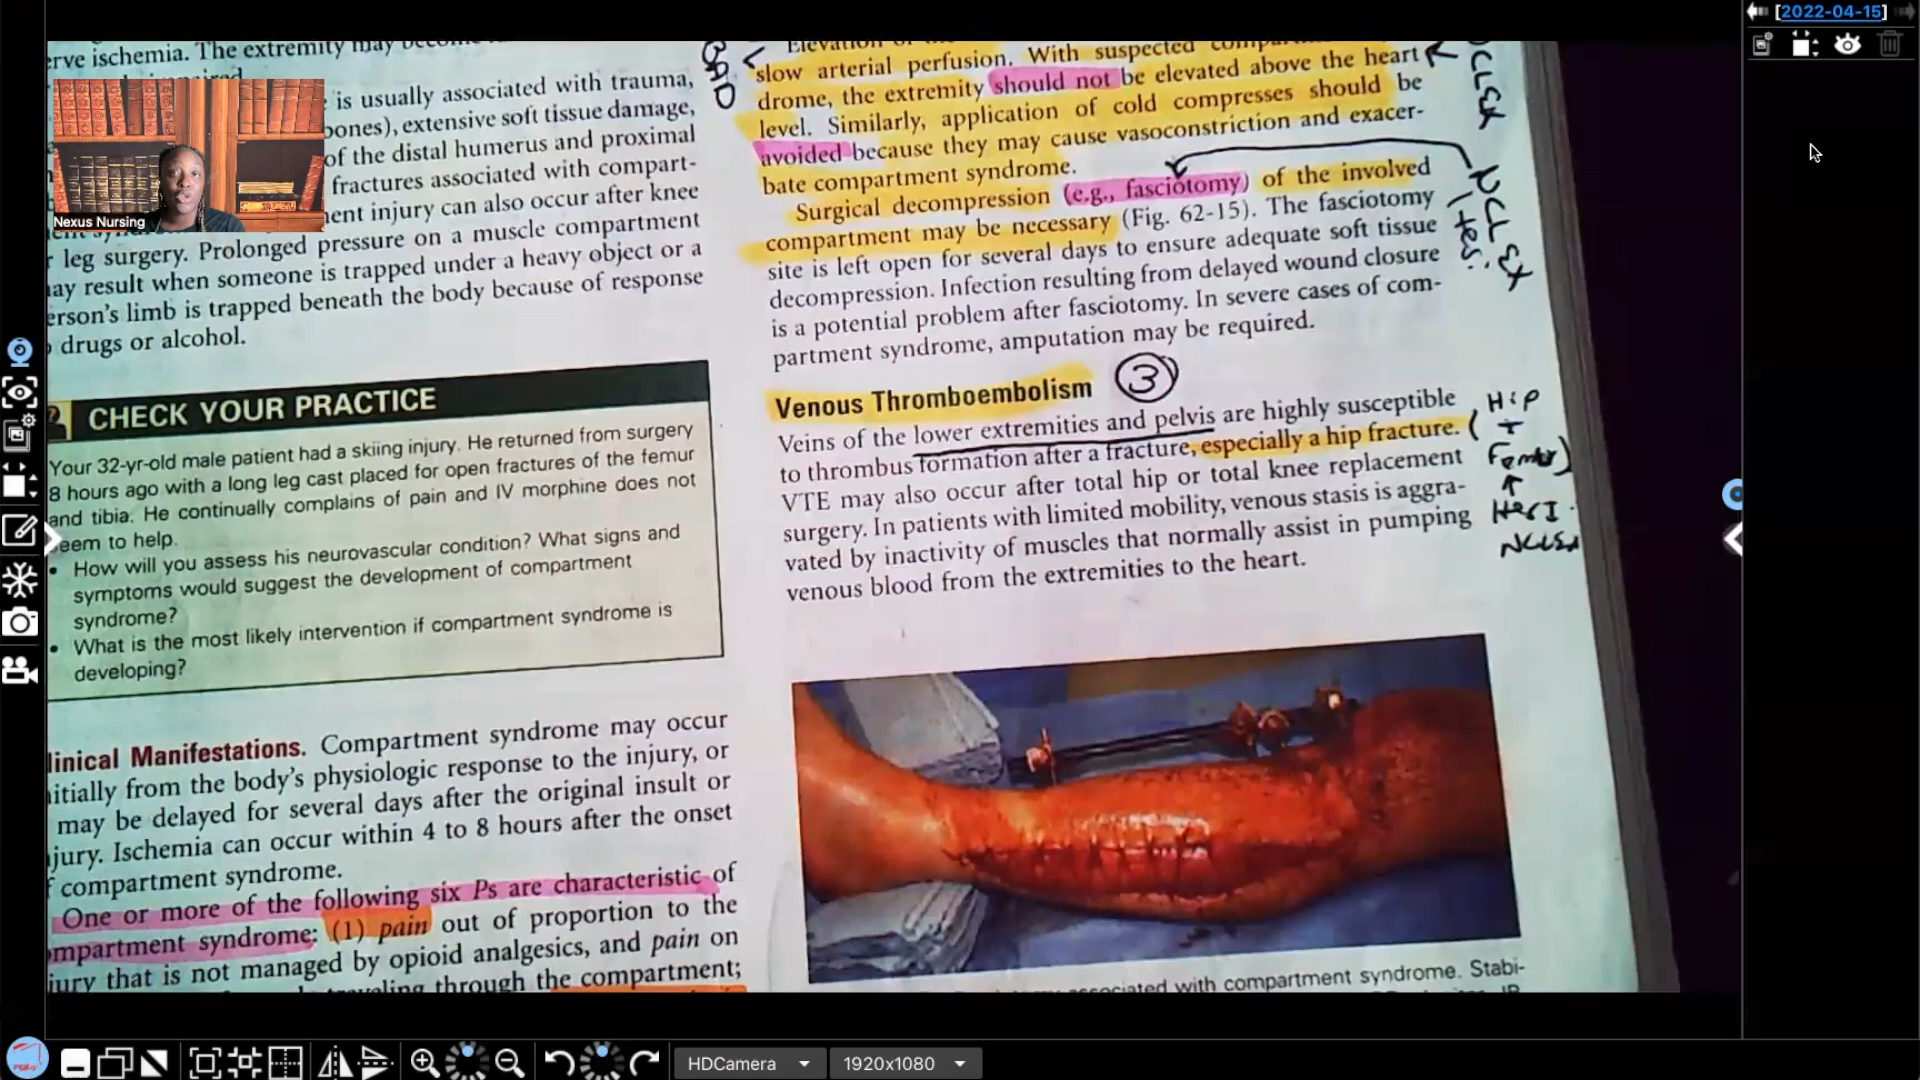 [2022-04-15]
erve ischemia. The extremity may become
is usually associated with trauma,
bones), extensive soft tissue damage,
of the distal humerus and proximal
fractures associated with compart-
ent injury can also occur after knee
r leg surgery. Prolonged pressure on a muscle compartment
ay result when someone is trapped under a heavy object or a
erson's limb is trapped beneath the body because of response
drugs or alcohol.
Nexus Nursing
CHECK YOUR PRACTICE
Your 32-yr-old male patient had a skiing injury. He returned from surgery
8 hours ago with a long leg cast placed for open fractures of the femur
and tibia. He continually complains of pain and IV morphine does not
eem to help.
• How will you assess his neurovascular condition? What signs and
symptoms would suggest the development of compartment
syndrome?
• What is the most likely intervention if compartment syndrome is
developing?
linical Manifestations. Compartment syndrome may occur
itially from the body's physiologic response to the injury, or
may be delayed for several days after the original insult or
jury. Ischemia can occur within 4 to 8 hours after the onset
f compartment syndrome.
One or more of the following six Ps are characteristic of
mpartment syndrome: (1) pain out of proportion to the
jury that is not managed by opioid analgesics, and pain on
traveling through the compartment;
Elevation of
slow arterial perfusion. With suspected
drome, the extremity should not be elevated above the heart
level. Similarly, application of cold compresses should be
avoided because they may cause vasoconstriction and exacer-
bate compartment syndrome.
Surgical decompression (e.g., fasciotomy) of the involved
compartment may be necessary (Fig. 62-15). The fasciotomy
site is left open for several days to ensure adequate soft tissue
decompression. Infection resulting from delayed wound closure
is a potential problem after fasciotomy. In severe cases of com-
partment syndrome, amputation may be required.
NCLEX
Venous Thromboembolism 3
Veins of the lower extremities and pelvis are highly susceptible
to thrombus formation after a fracture, especially a hip fracture.
VTE may also occur after total hip or total knee replacement
surgery. In patients with limited mobility, venous stasis is aggra-
vated by inactivity of muscles that normally assist in pumping
venous blood from the extremities to the heart.
(Hip
+
Femur)
HESI
NCLEX
associated with compartment syndrome. Stabi-
HDCamera
1920x1080